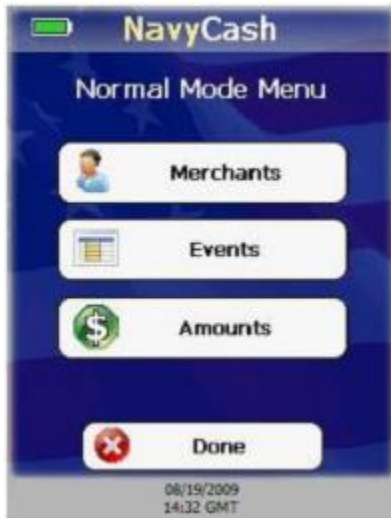 NavyCash
Normal Mode Menu
Merchants
Events
Amounts
Done
08/19/2009
14:32 GMT